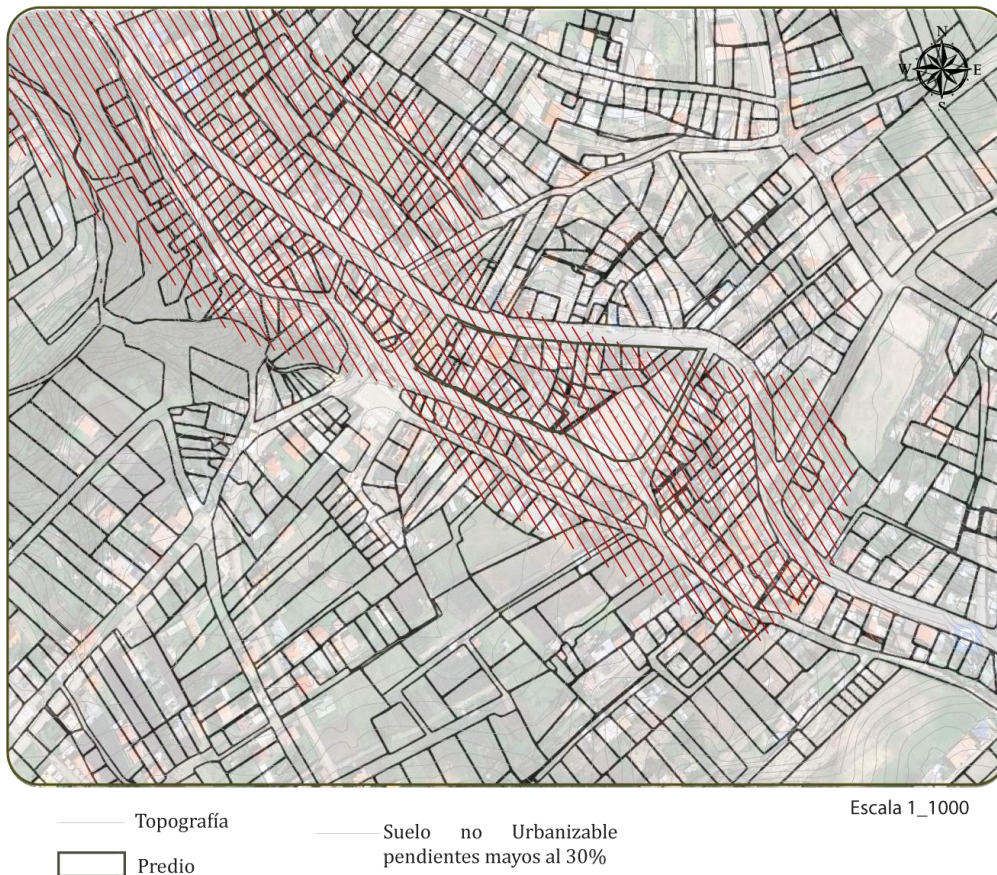 N
W E
S
Escala 1_1000
Topografía
Predio
Suelo no Urbanizable
pendientes mayos al 30%